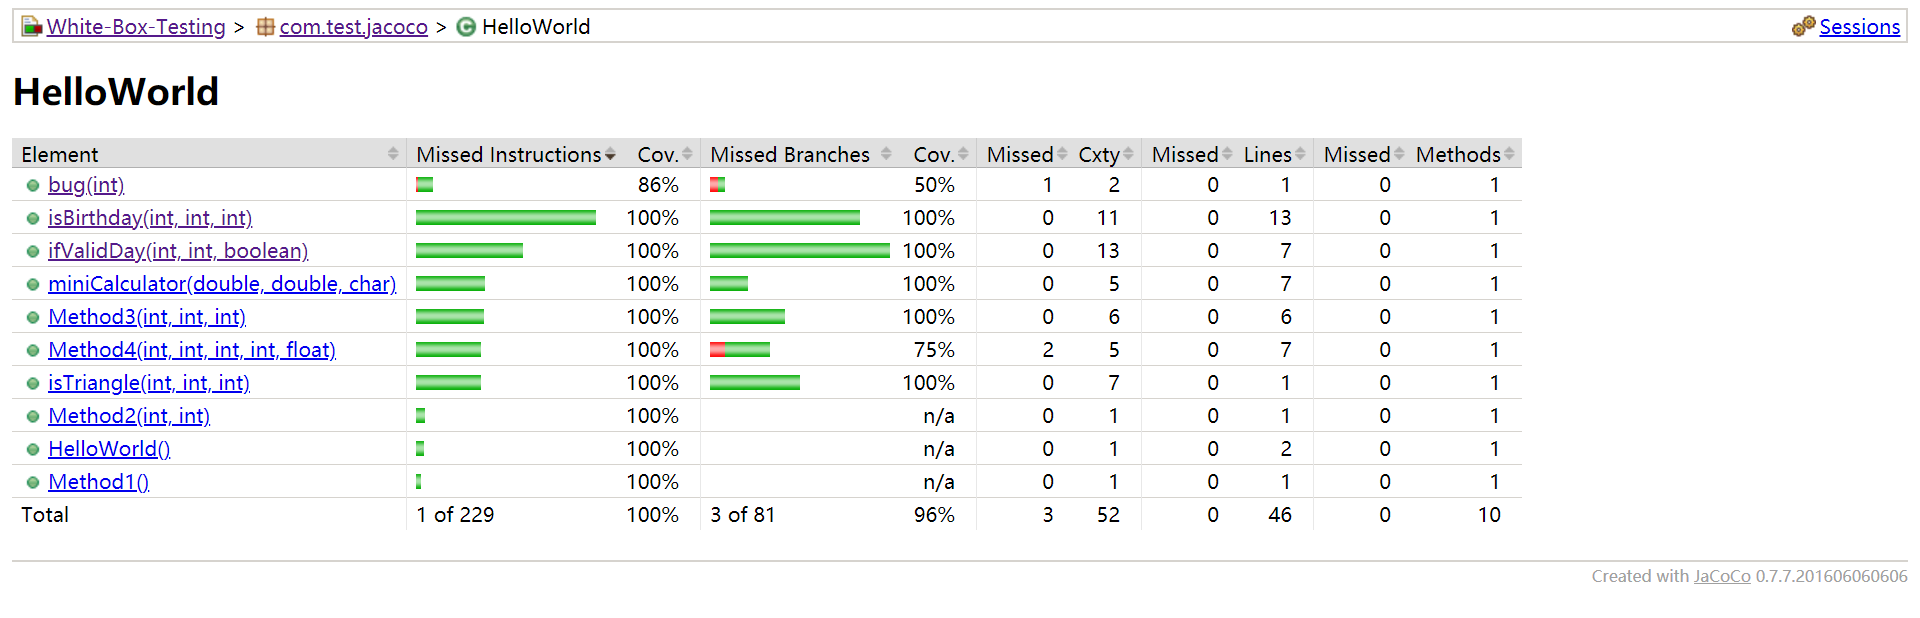 White-Box-Testing > com.test.jacoco > HelloWorld Sessions
HelloWorld
Element Missed Instructions Cov. Missed Branches Cov. Missed Cxty Missed Lines Missed Methods
bug(int) 86% 50% 1 2 0 1 0 1
isBirthday(int, int, int) 100% 100% 0 11 0 13 0 1
ifValidDay(int, int, boolean) 100% 100% 0 13 0 7 0 1
miniCalculator(double, double, char) 100% 100% 0 5 0 7 0 1
Method3(int, int, int) 100% 100% 0 6 0 6 0 1
Method4(int, int, int, int, float) 100% 75% 2 5 0 7 0 1
isTriangle(int, int, int) 100% 100% 0 7 0 1 0 1
Method2(int, int) 100% n/a 0 1 0 1 0 1
HelloWorld() 100% n/a 0 1 0 2 0 1
Method1() 100% n/a 0 1 0 1 0 1
Total 1 of 229 100% 3 of 81 96% 3 52 0 46 0 10
Created with JaCoCo 0.7.7.201606060606